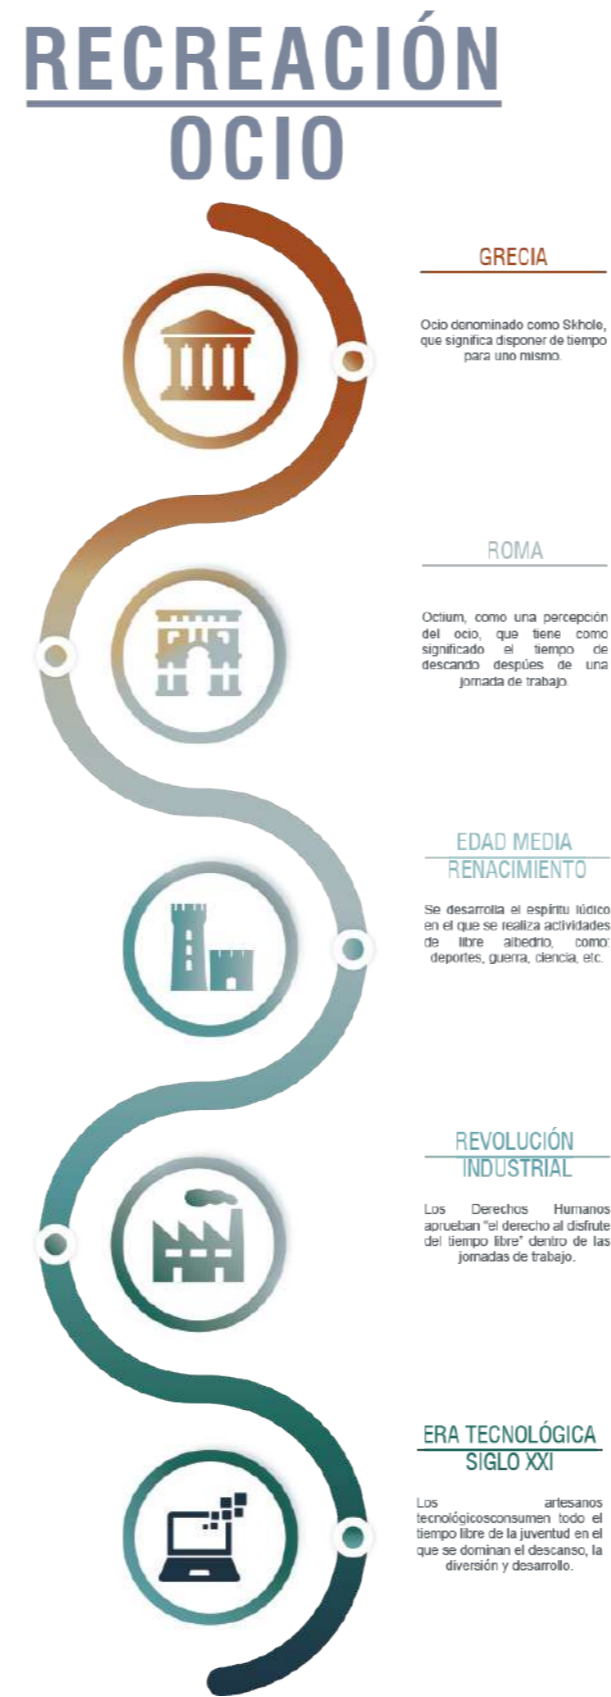 RECREACIÓN
OCIO
GRECIA
Ocio denominado como Skhole,
que significa disponer de tiempo
para uno mismo.
ROMA
Octium, como una percepción
del ocio, que tiene como
significado el tiempo de
descando despúes de una
jornada de trabajo.
EDAD MEDIA
RENACIMIENTO
Se desarrolla el espíritu lúdico
en el que se realiza actividades
de libre albedrio, como:
deportes, guerra, ciencia, etc.
REVOLUCIÓN
INDUSTRIAL
Los Derechos Humanos
aprueban "el derecho al disfrute
del tiempo libre" dentro de las
jornadas de trabajo.
ERA TECNOLÓGICA
SIGLO XXI
Los artesanos
tecnológicosconsumen todo el
tiempo libre de la juventud en el
que se dominan el descanso, la
diversión y desarrollo.